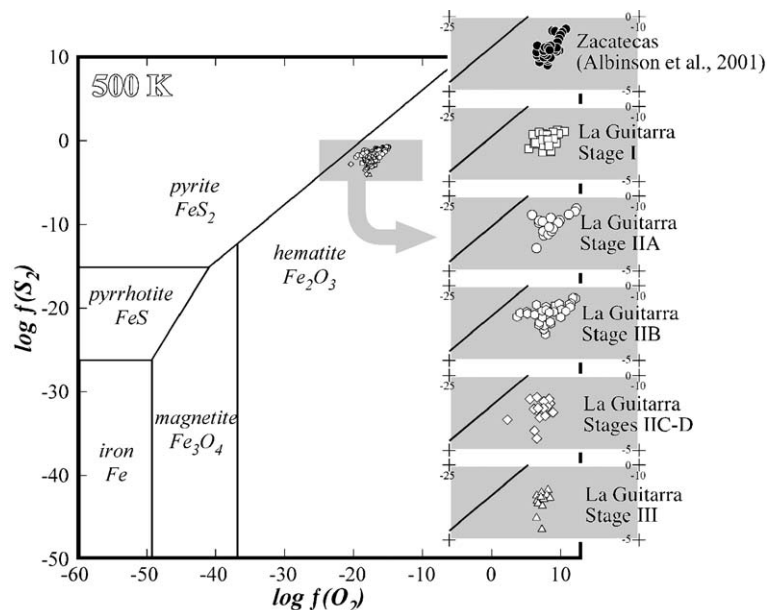 500 K
pyrite
FeS2
pyrrhotite
FeS
iron
Fe
magnetite
Fe3O4
hematite
Fe2O3
10
0
-10
-20
-30
-40
-50
log f(S2)
-60
-50
-40
-30
-20
-10
0
10
log f(O2)
0
-25
-10
Zacatecas
(Albinson et al., 2001)
-5
0
-25
-10
La Guitarra
Stage I
-5
0
-25
-10
La Guitarra
Stage IIA
-5
0
-25
-10
La Guitarra
Stage IIB
-5
0
-25
-10
La Guitarra
Stages IIC-D
-5
0
-25
-10
La Guitarra
Stage III
-5